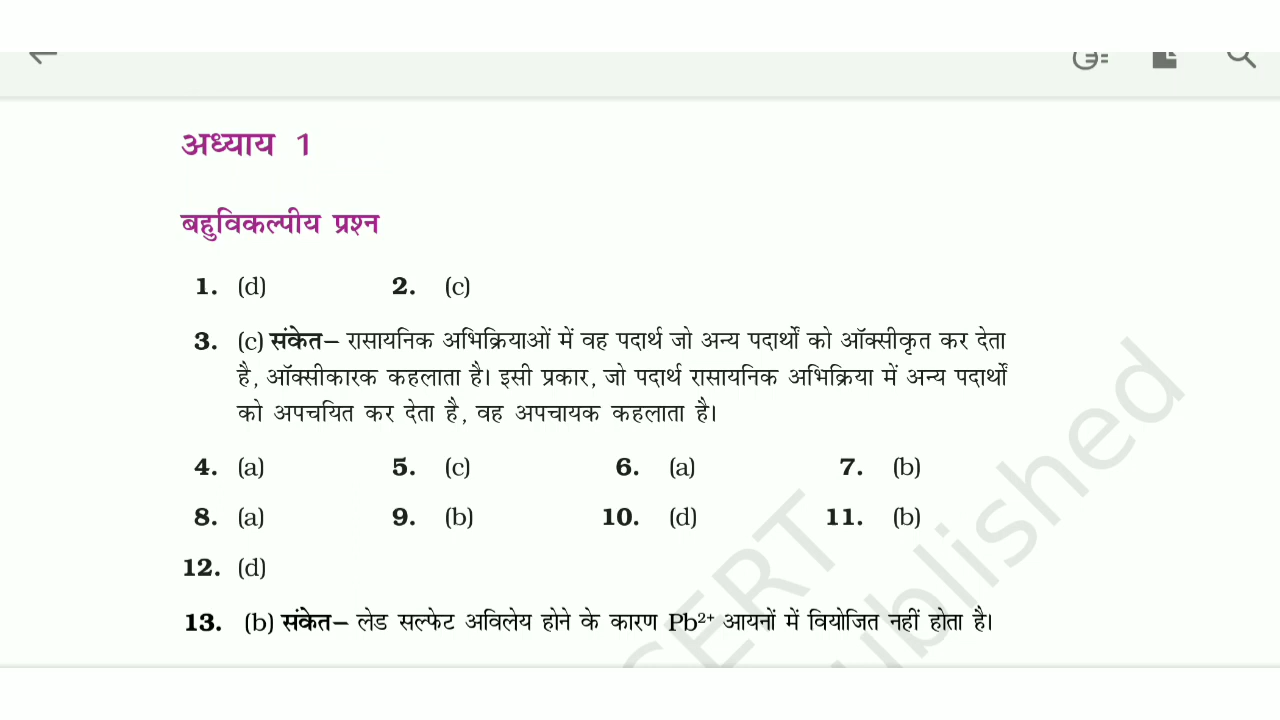 अध्याय 1
बहुविकल्पीय प्रश्न
1. (d) 2. (c)
3. (c) संकेत– रासायनिक अभिक्रियाओं में वह पदार्थ जो अन्य पदार्थों को ऑक्सीकृत कर देता
है, ऑक्सीकारक कहलाता है। इसी प्रकार, जो पदार्थ रासायनिक अभिक्रिया में अन्य पदार्थों
को अपचयित कर देता है, वह अपचायक कहलाता है।
4. (a) 5. (c) 6. (a) 7. (b)
8. (a) 9. (b) 10. (d) 11. (b)
12. (d)
13. (b) संकेत– लेड सल्फेट अविलेय होने के कारण Pb²⁺ आयनों में वियोजित नहीं होता है।